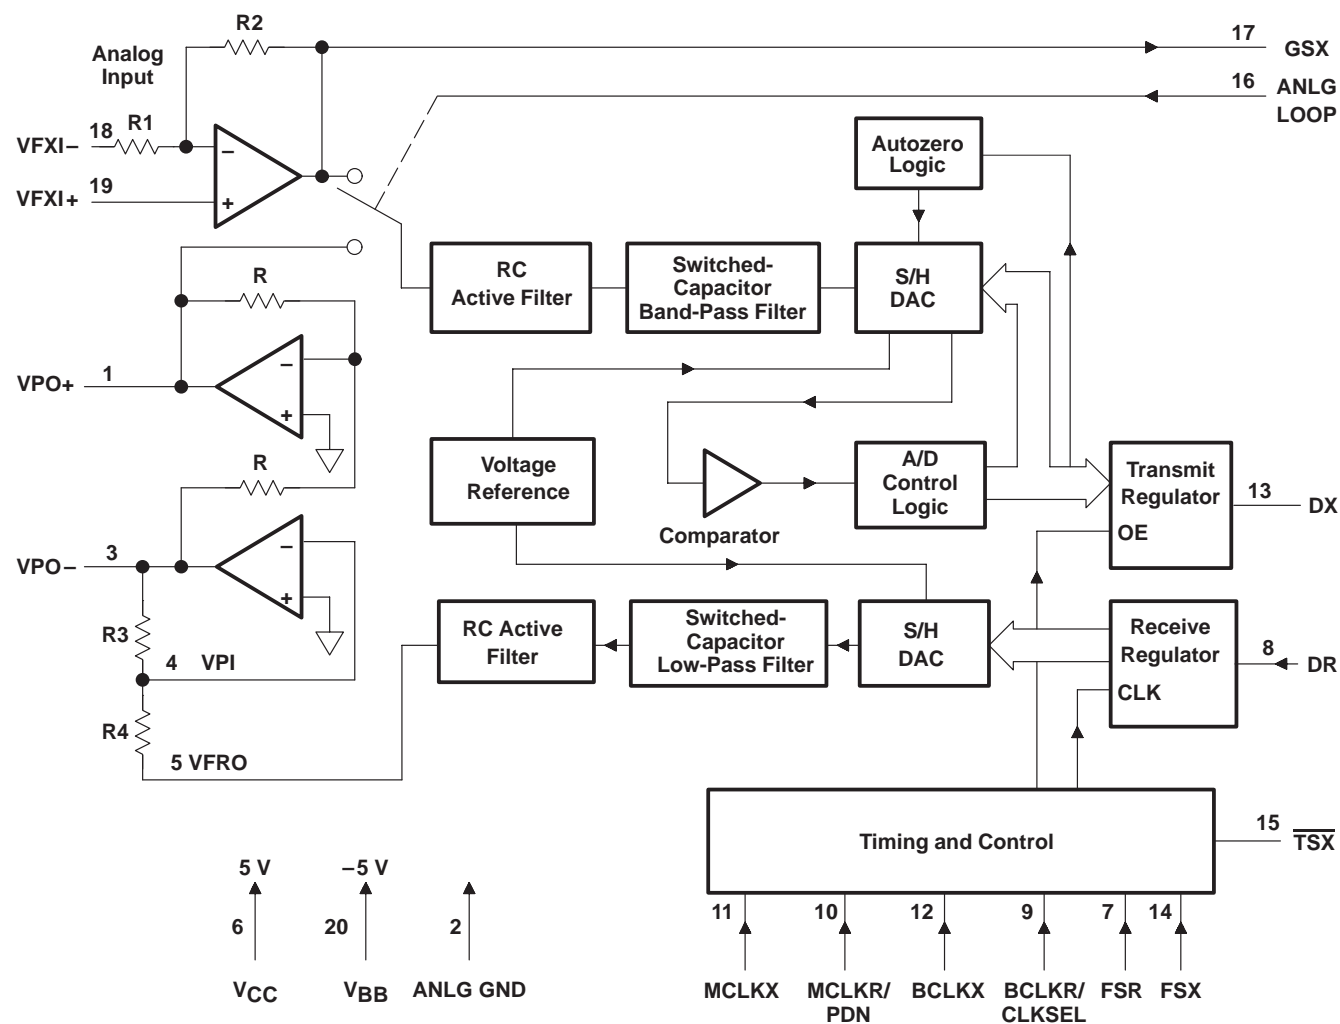 R2
17
GSX
Analog
Input
16
ANLG
LOOP
18
R1
VFXI−
19
VFXI+
−
+
Autozero
Logic
RC
Active Filter
Switched-
Capacitor
Band-Pass Filter
S/H
DAC
R
VPO+
1
−
+
Voltage
Reference
Comparator
A/D
Control
Logic
Transmit
Regulator
OE
13
DX
R
VPO−
3
−
+
R3
4
VPI
R4
5 VFRO
RC Active
Filter
Switched-
Capacitor
Low-Pass Filter
S/H
DAC
Receive
Regulator
CLK
8
DR
Timing and Control
15
TSX
5 V
−5 V
6
20
2
VCC
VBB
ANLG GND
11
10
12
9
7
14
MCLKX
MCLKR/
PDN
BCLKX
BCLKR/
CLKSEL
FSR
FSX